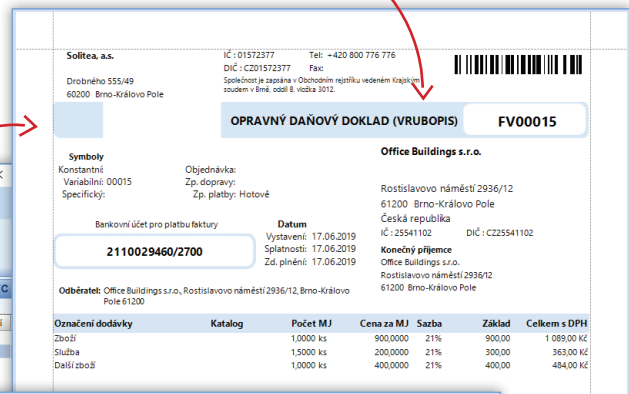 Solitea, a.s.
Drobného 555/49
60200 Brno-Královo Pole
IČ : 01572377 Tel: +420 800 776 776
DIČ : CZ01572377 Fax:
Společnost je zapsána v Obchodním rejstříku vedeném Krajským
soudem v Brně, oddíl B, vložka 3012.
OPRAVNÝ DAŇOVÝ DOKLAD (VRUBOPIS) FV00015
Symboly
Konstantní: Objednávka:
Variabilní: 00015 Zp. dopravy:
Specifický: Zp. platby: Hotově
Office Buildings s.r.o.
Rostislavovo náměstí 2936/12
61200 Brno-Královo Pole
Česká republika
IČ : 25541102 DIČ : CZ25541102
Bankovní účet pro platbu faktury
2110029460/2700
Datum
Vystavení: 17.06.2019
Splatnosti: 17.06.2019
Zd. plnění: 17.06.2019
Konečný příjemce
Office Buildings s.r.o.
Rostislavovo náměstí 2936/12
61200 Brno-Královo Pole
Odběratel: Office Buildings s.r.o., Rostislavovo náměstí 2936/12, Brno-Královo
Pole 61200
Označení dodávky Katalog Počet MJ Cena za MJ Sazba Základ Celkem s DPH
Zboží 1,0000 ks 900,0000 21% 900,00 1 089,00 Kč
Služba 1,5000 ks 200,0000 21% 300,00 363,00 Kč
Další zboží 1,0000 ks 400,0000 21% 400,00 484,00 Kč